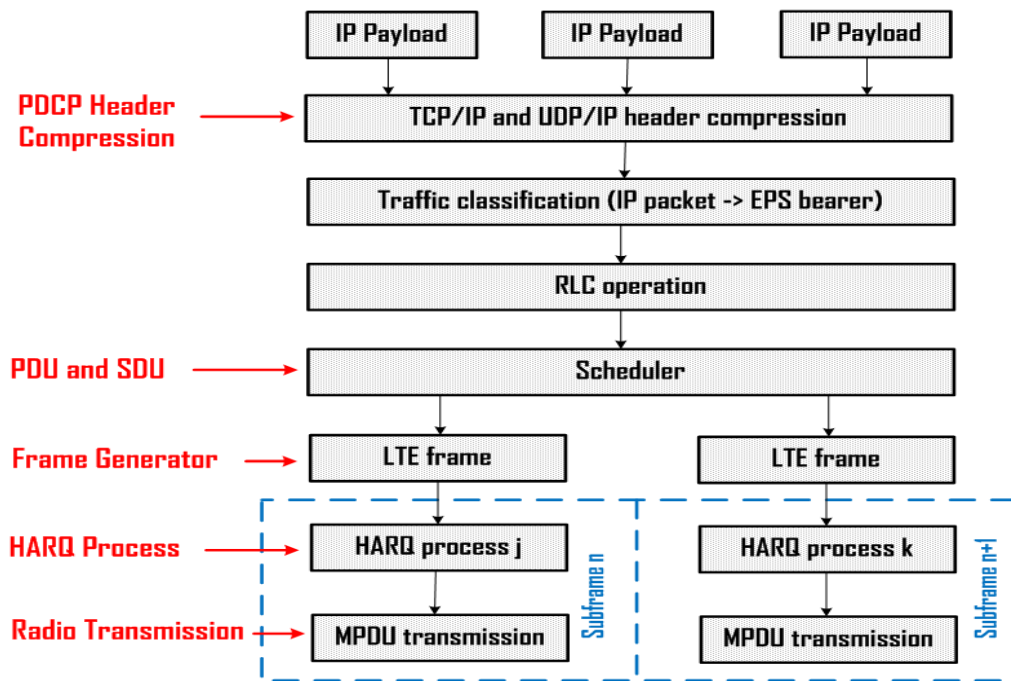 IP Payload
IP Payload
IP Payload
PDCP Header
Compression
TCP/IP and UDP/IP header compression
Traffic classification (IP packet -> EPS bearer)
RLC operation
PDU and SDU
Scheduler
Frame Generator
LTE frame
LTE frame
HARQ Process
HARQ process j
Subframe n
HARQ process k
Subframe n+1
Radio Transmission
MPDU transmission
MPDU transmission